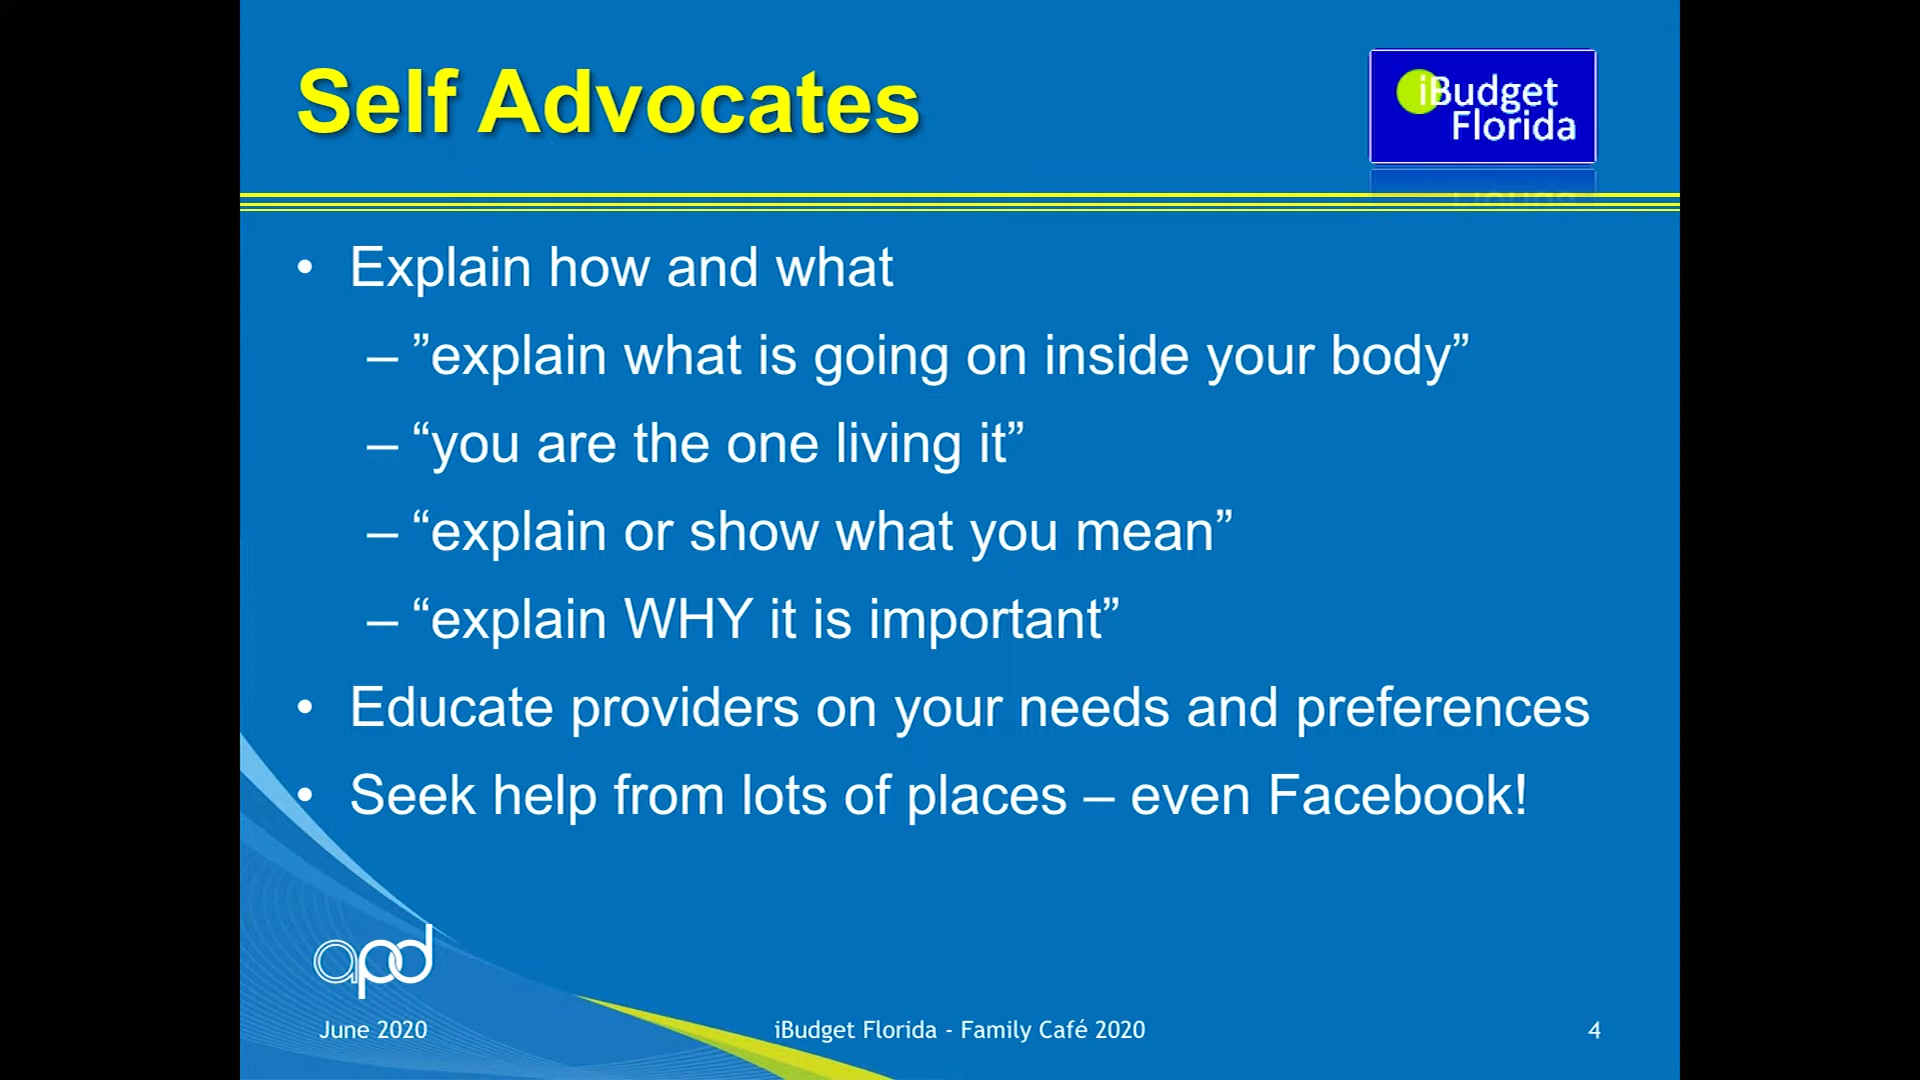 Self Advocates
iBudget
Florida
• Explain how and what
– ”explain what is going on inside your body”
– “you are the one living it”
– “explain or show what you mean”
– “explain WHY it is important”
• Educate providers on your needs and preferences
• Seek help from lots of places – even Facebook!
apd
June 2020
iBudget Florida - Family Café 2020
4